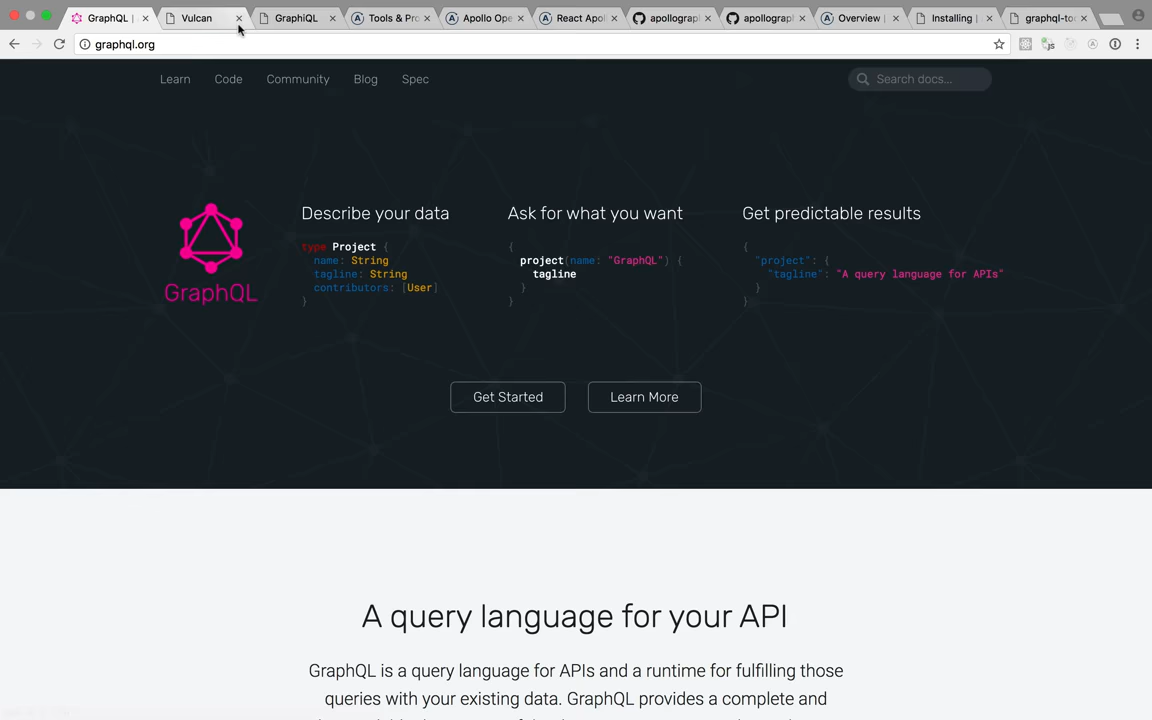 GraphQL |
Vulcan
GraphiQL
Tools & Pro
Apollo Ope
React Apol
apollograp
apollograp
Overview |
Installing |
graphql-to
graphql.org
Learn
Code
Community
Blog
Spec
Search docs...
GraphQL
Describe your data
type Project {
name: String
tagline: String
contributors: [User]
}
Ask for what you want
{
project(name: "GraphQL") {
tagline
}
}
Get predictable results
{
"project": {
"tagline": "A query language for APIs"
}
}
Get Started
Learn More
A query language for your API
GraphQL is a query language for APIs and a runtime for fulfilling those
queries with your existing data. GraphQL provides a complete and